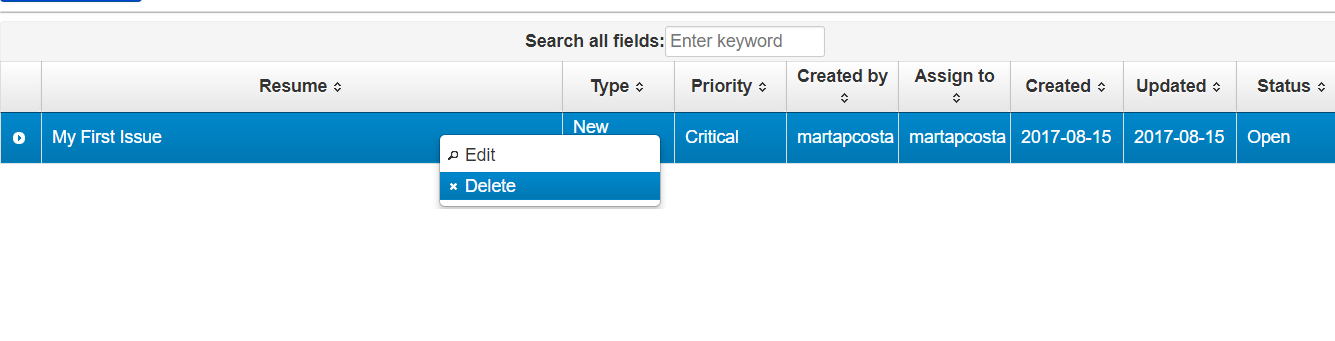 Search all fields: Enter keyword
Resume Type Priority Created by Assign to Created Updated Status
My First Issue New Critical martapcosta martapcosta 2017-08-15 2017-08-15 Open
Edit
Delete